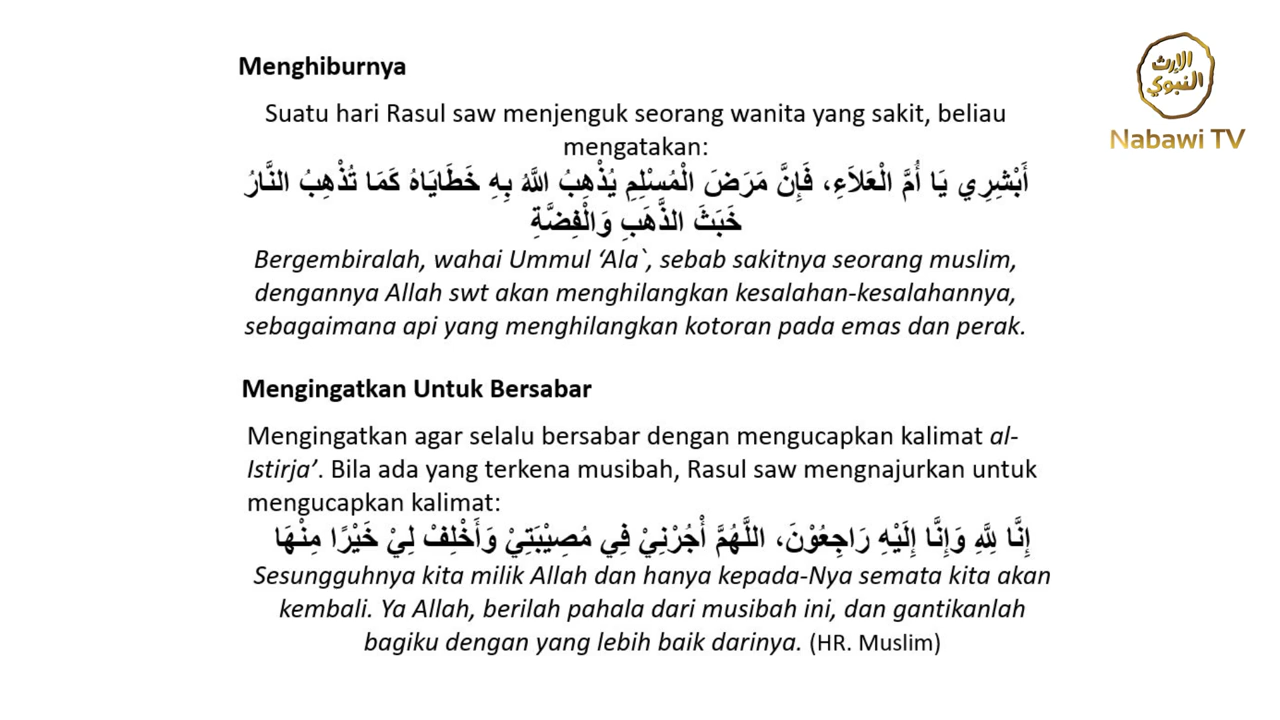 Menghiburnya
Suatu hari Rasul saw menjenguk seorang wanita yang sakit, beliau
mengatakan:
أَبْشِرِي يَا أُمَّ الْعَلاَءِ، فَإِنَّ مَرَضَ الْمُسْلِمِ يُذْهِبُ اللَّهُ بِهِ خَطَايَاهُ كَمَا تُذْهِبُ النَّارُ
خَبَثَ الذَّهَبِ وَالْفِضَّةِ
Bergembiralah, wahai Ummul ‘Ala`, sebab sakitnya seorang muslim,
dengannya Allah swt akan menghilangkan kesalahan-kesalahannya,
sebagaimana api yang menghilangkan kotoran pada emas dan perak.
Mengingatkan Untuk Bersabar
Mengingatkan agar selalu bersabar dengan mengucapkan kalimat al-
Istirja’. Bila ada yang terkena musibah, Rasul saw mengnajurkan untuk
mengucapkan kalimat:
إِنَّا لِلَّهِ وَإِنَّا إِلَيْهِ رَاجِعُوْنَ، اللَّهُمَّ أْجُرْنِيْ فِي مُصِيْبَتِيْ وَأَخْلِفْ لِيْ خَيْرًا مِنْهَا
Sesungguhnya kita milik Allah dan hanya kepada-Nya semata kita akan
kembali. Ya Allah, berilah pahala dari musibah ini, dan gantikanlah
bagiku dengan yang lebih baik darinya. (HR. Muslim)
الإرث
النبوي
Nabawi TV